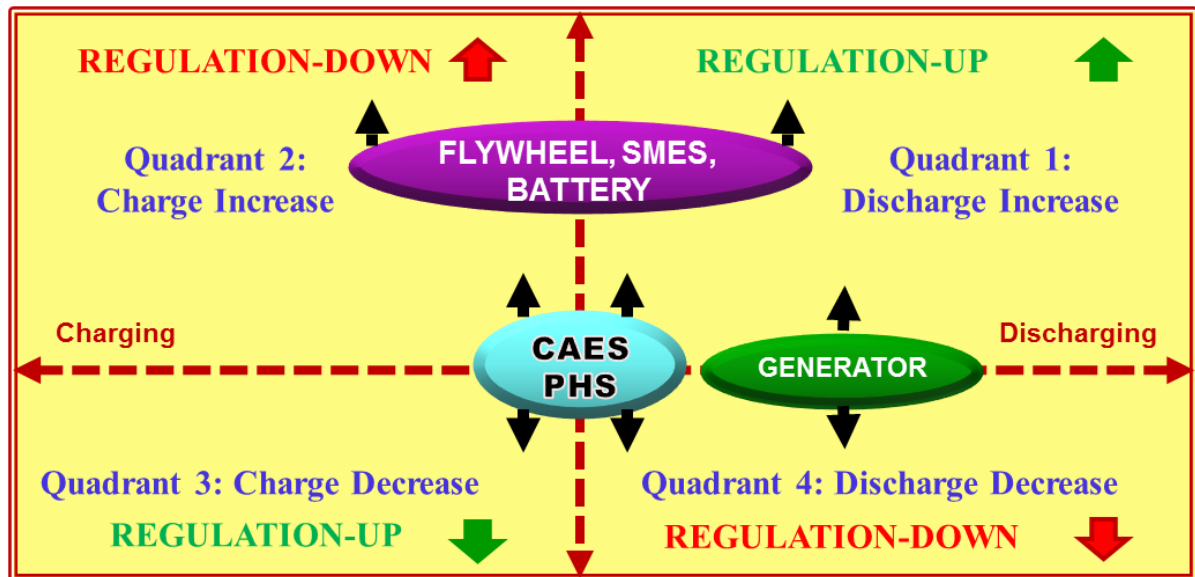 REGULATION-DOWN
REGULATION-UP
Quadrant 2:
Charge Increase
FLYWHEEL, SMES,
BATTERY
Quadrant 1:
Discharge Increase
Charging
CAES
PHS
GENERATOR
Discharging
Quadrant 3: Charge Decrease
REGULATION-UP
Quadrant 4: Discharge Decrease
REGULATION-DOWN